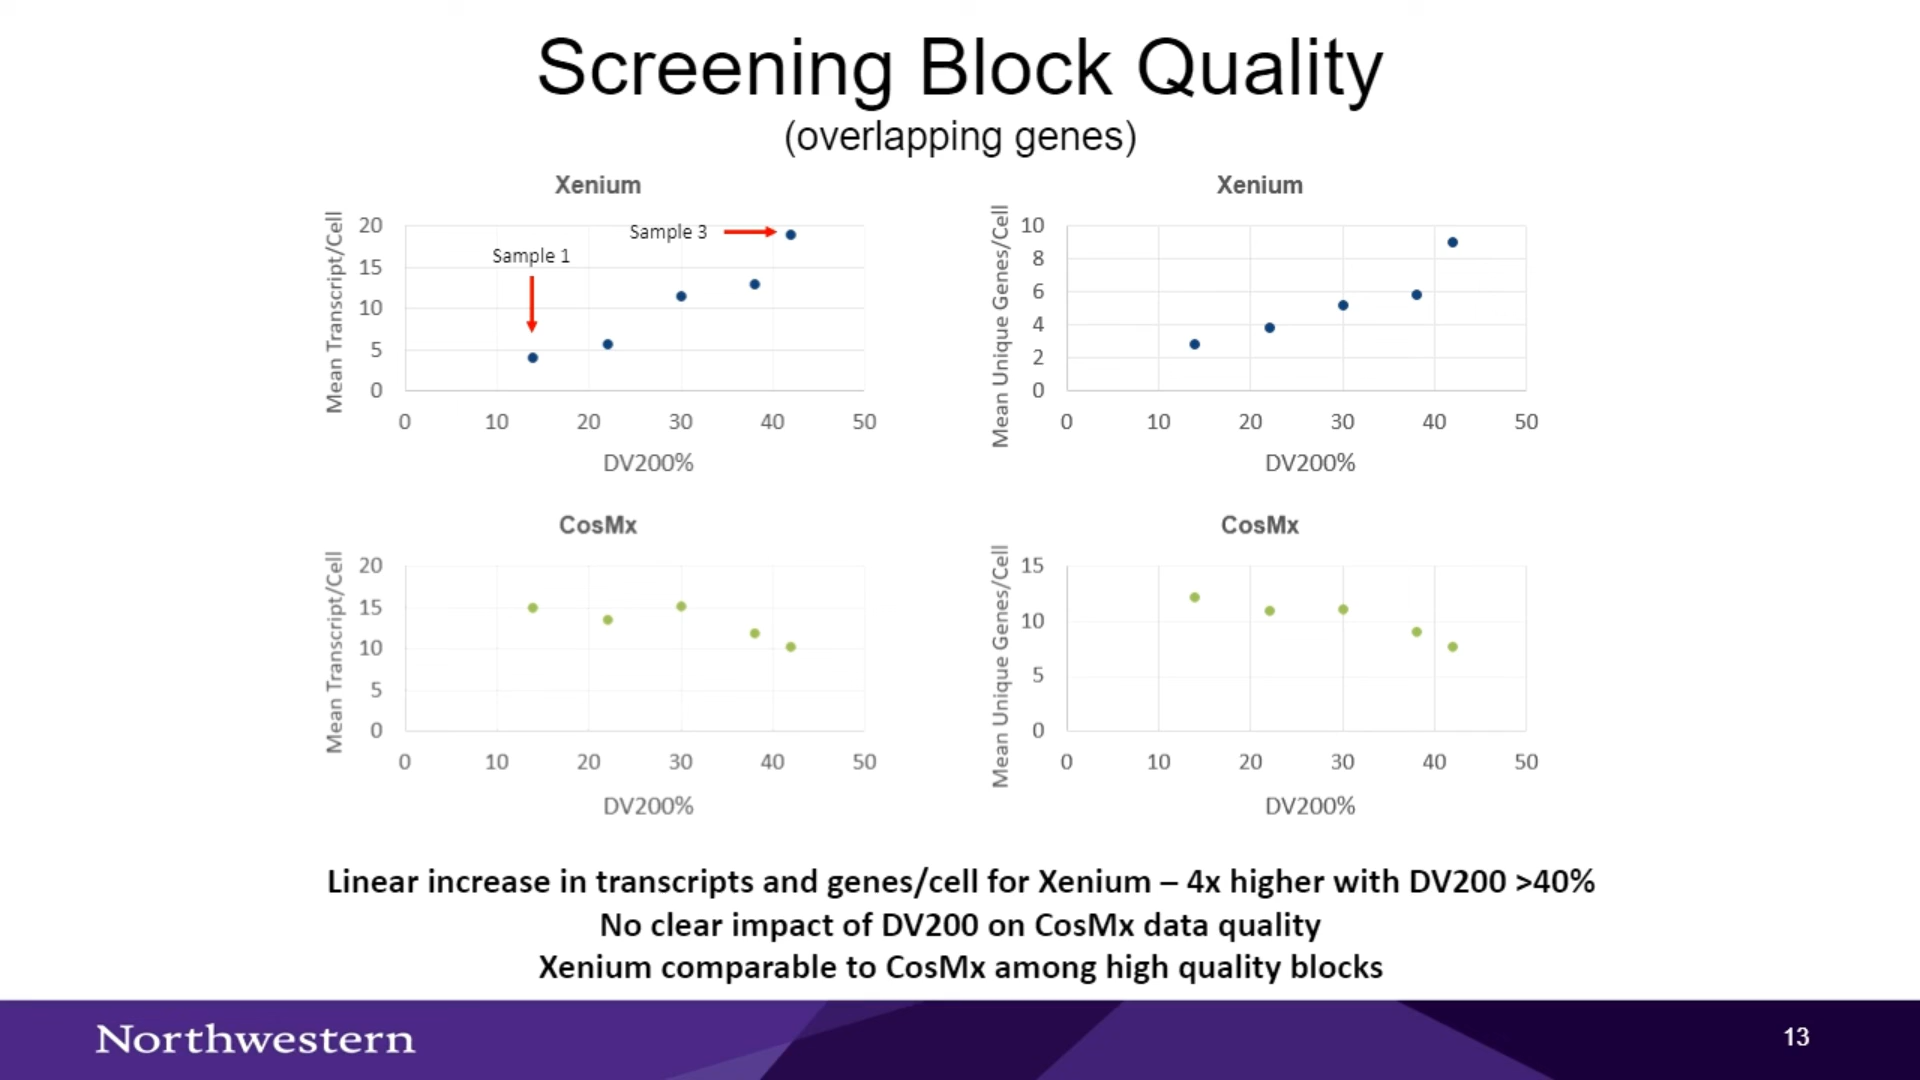 Screening Block Quality
(overlapping genes)
Xenium
Mean Transcript/Cell
20
15
10
5
0
Sample 1
Sample 3
0 10 20 30 40 50
DV200%
Xenium
Mean Unique Genes/Cell
10
8
6
4
2
0
0 10 20 30 40 50
DV200%
CosMx
Mean Transcript/Cell
20
15
10
5
0
0 10 20 30 40 50
DV200%
CosMx
Mean Unique Genes/Cell
15
10
5
0
0 10 20 30 40 50
DV200%
Linear increase in transcripts and genes/cell for Xenium – 4x higher with DV200 >40%
No clear impact of DV200 on CosMx data quality
Xenium comparable to CosMx among high quality blocks
Northwestern
13